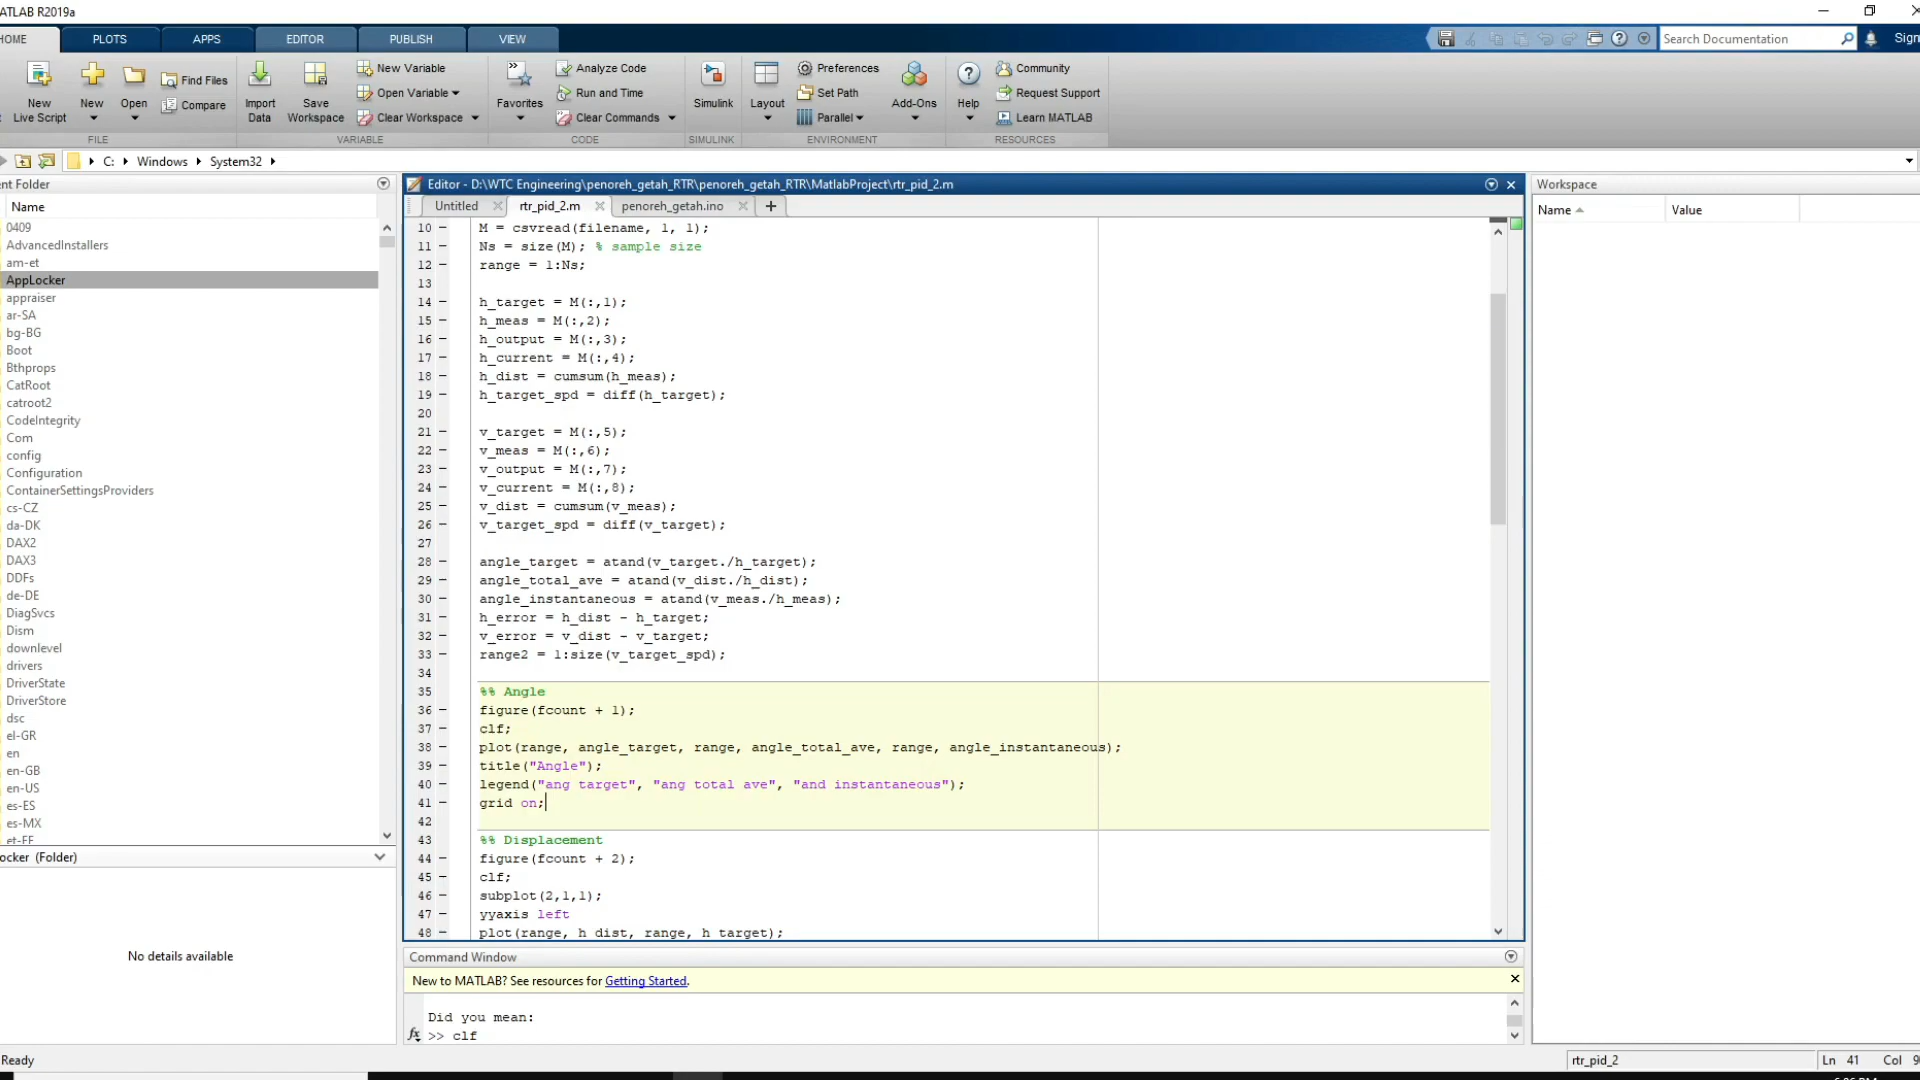 ATLAB R2019a
HOME PLOTS APPS EDITOR PUBLISH VIEW Search Documentation Sign
New Live Script New Open Find Files Compare Import Data Save Workspace New Variable Open Variable Clear Workspace Favorites Analyze Code Run and Time Clear Commands Simulink Layout Preferences Set Path Parallel Add-Ons Help Community Request Support Learn MATLAB
FILE VARIABLE CODE SIMULINK ENVIRONMENT RESOURCES
C: Windows System32
ent Folder
Name
0409
AdvancedInstallers
am-et
AppLocker
appraiser
ar-SA
bg-BG
Boot
Bthprops
CatRoot
catroot2
CodeIntegrity
Com
config
Configuration
ContainerSettingsProviders
cs-CZ
da-DK
DAX2
DAX3
DDFs
de-DE
DiagSvcs
Dism
downlevel
drivers
DriverState
DriverStore
dsc
el-GR
en
en-GB
en-US
es-ES
es-MX
et-EE
ocker (Folder)
No details available
Editor - D:\WTC Engineering\penoreh_getah_RTR\penoreh_getah_RTR\MatlabProject\rtr_pid_2.m
Untitled rtr_pid_2.m penoreh_getah.ino
10 - M = csvread(filename, 1, 1);
11 - Ns = size(M); % sample size
12 - range = 1:Ns;
13
14 - h_target = M(:,1);
15 - h_meas = M(:,2);
16 - h_output = M(:,3);
17 - h_current = M(:,4);
18 - h_dist = cumsum(h_meas);
19 - h_target_spd = diff(h_target);
20
21 - v_target = M(:,5);
22 - v_meas = M(:,6);
23 - v_output = M(:,7);
24 - v_current = M(:,8);
25 - v_dist = cumsum(v_meas);
26 - v_target_spd = diff(v_target);
27
28 - angle_target = atand(v_target./h_target);
29 - angle_total_ave = atand(v_dist./h_dist);
30 - angle_instantaneous = atand(v_meas./h_meas);
31 - h_error = h_dist - h_target;
32 - v_error = v_dist - v_target;
33 - range2 = 1:size(v_target_spd);
34
35 %% Angle
36 - figure(fcount + 1);
37 - clf;
38 - plot(range, angle_target, range, angle_total_ave, range, angle_instantaneous);
39 - title("Angle");
40 - legend("ang target", "ang total ave", "and instantaneous");
41 - grid on;
42
43 %% Displacement
44 - figure(fcount + 2);
45 - clf;
46 - subplot(2,1,1);
47 - yyaxis left
48 - plot(range, h_dist, range, h_target);
Command Window
New to MATLAB? See resources for Getting Started.
Did you mean:
fx >> clf
Workspace
Name Value
Ready
rtr_pid_2 Ln 41 Col 9